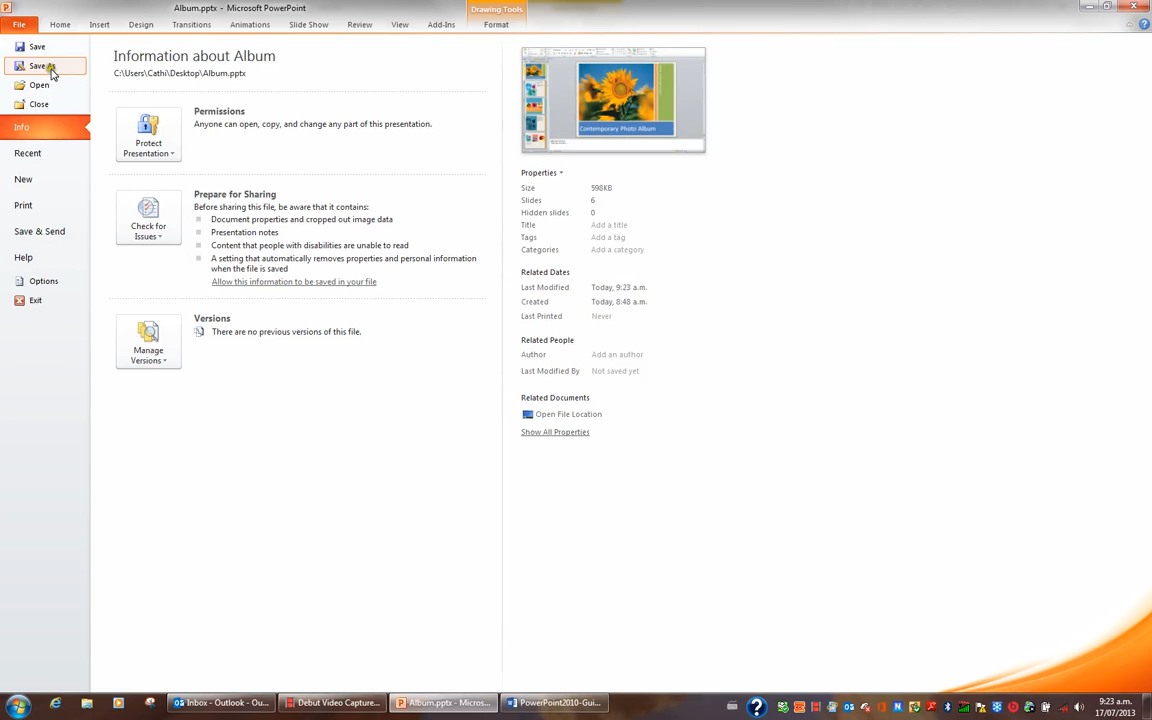 Album.pptx - Microsoft PowerPoint
Drawing Tools
File Home Insert Design Transitions Animations Slide Show Review View Add-Ins Format
Save
Save As
Open
Close
Info
Recent
New
Print
Save & Send
Help
Options
Exit
Information about Album
C:\Users\Cathi\Desktop\Album.pptx
Protect
Presentation
Permissions
Anyone can open, copy, and change any part of this presentation.
Check for
Issues
Prepare for Sharing
Before sharing this file, be aware that it contains:
Document properties and cropped out image data
Presentation notes
Content that people with disabilities are unable to read
A setting that automatically removes properties and personal information
when the file is saved
Allow this information to be saved in your file
Manage
Versions
Versions
There are no previous versions of this file.
Contemporary Photo Album
Properties
Size 598KB
Slides 6
Hidden slides 0
Title Add a title
Tags Add a tag
Categories Add a category
Related Dates
Last Modified Today, 9:23 a.m.
Created Today, 8:48 a.m.
Last Printed Never
Related People
Author Add an author
Last Modified By Not saved yet
Related Documents
Open File Location
Show All Properties
Inbox - Outlook - Ou...
Debut Video Capture...
Album.pptx - Micros...
PowerPoint2010-Gui...
9:23 a.m.
17/07/2013